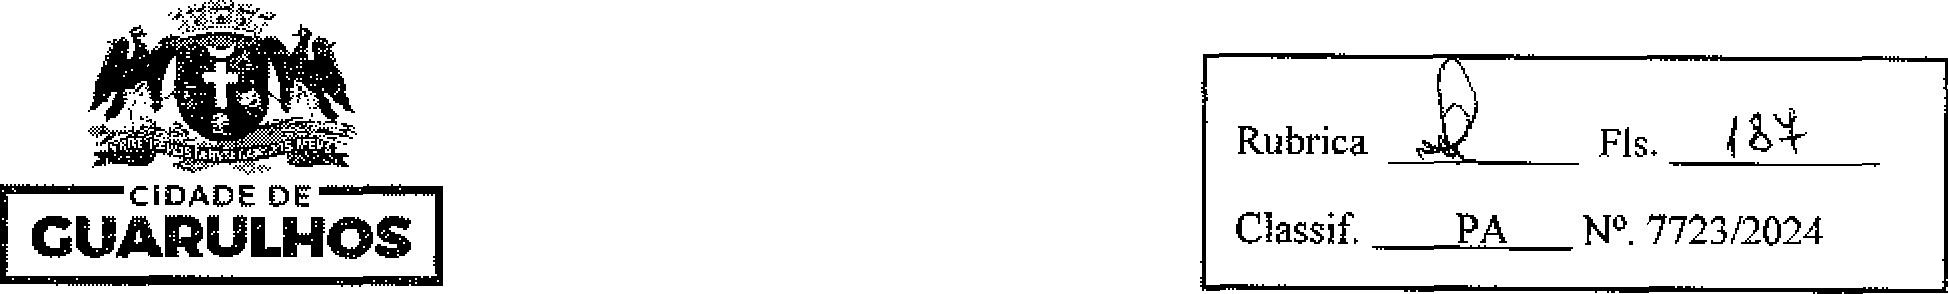 CIDADE DE
GUARULHOS
Rubrica Fls. 187
Classif. PA Nº. 7723/2024